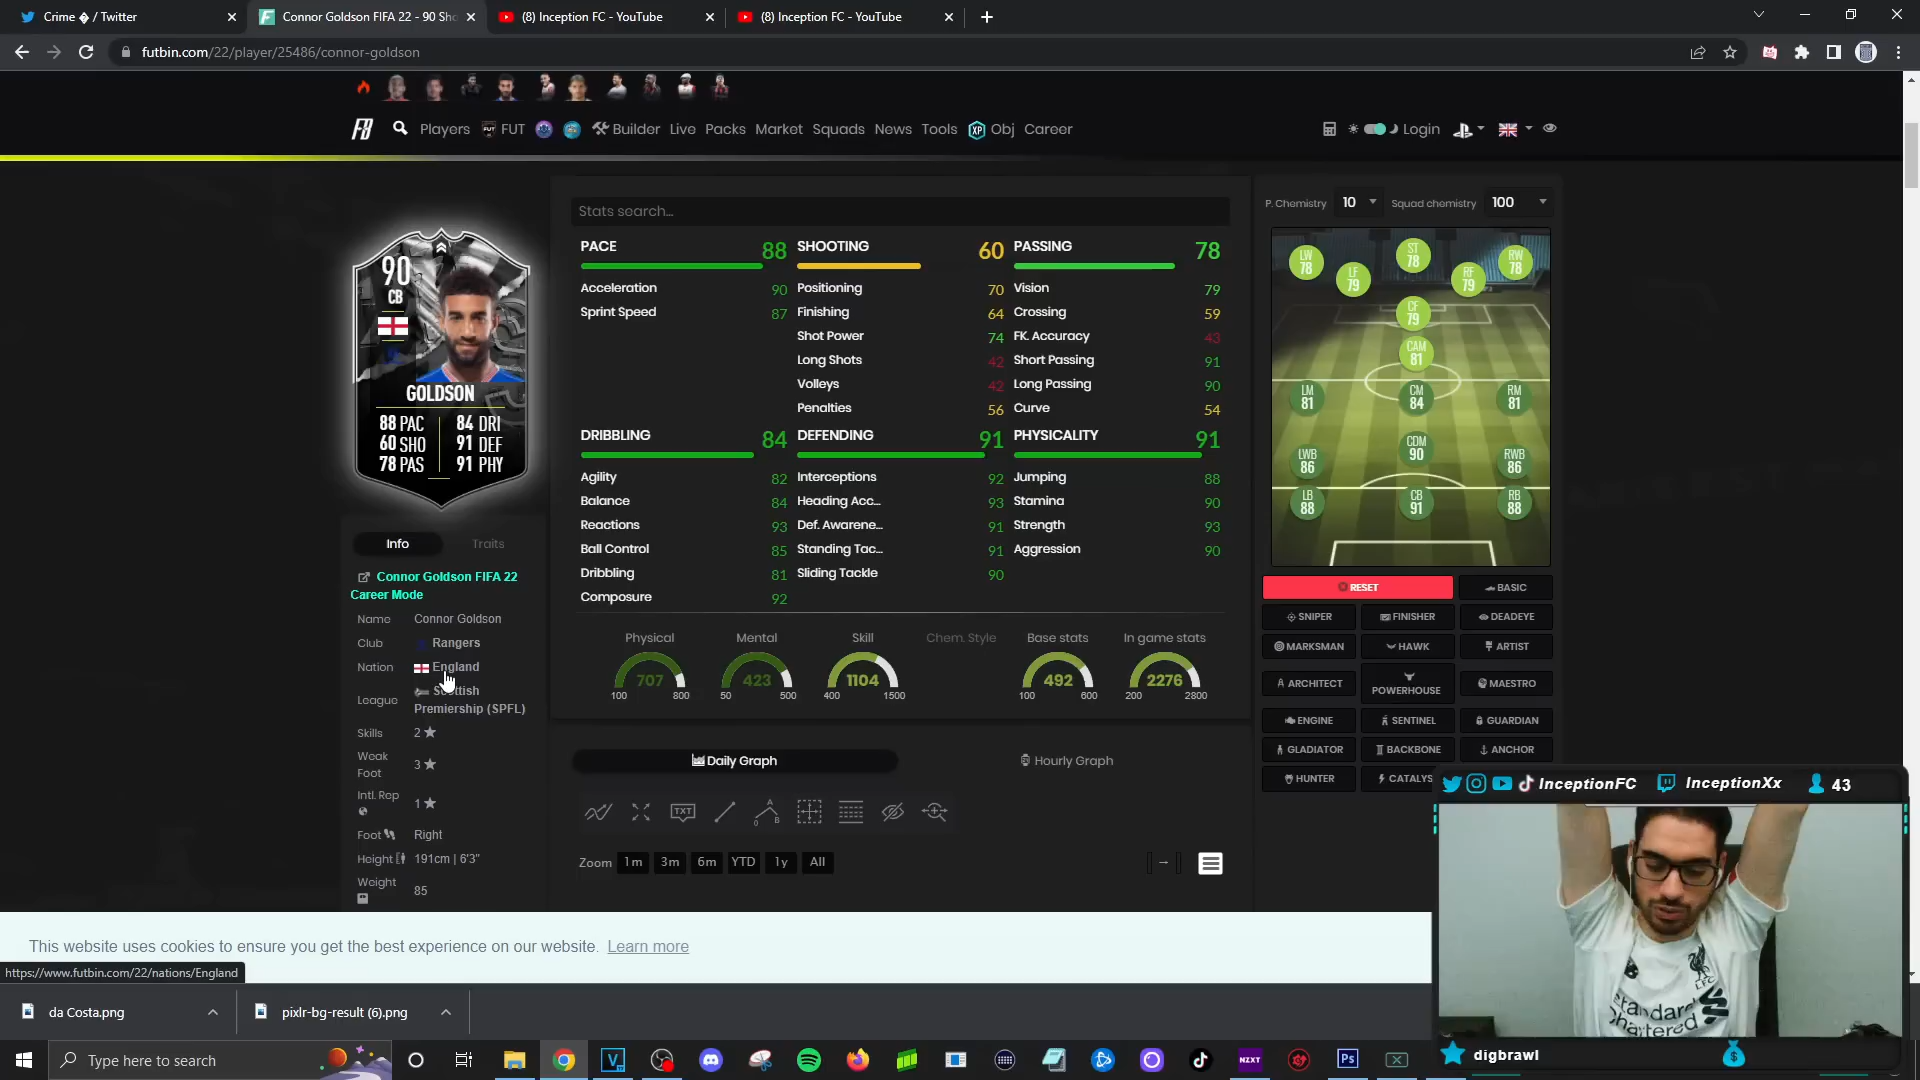 Crime � / Twitter
Connor Goldson FIFA 22 - 90 Sho
(8) Inception FC - YouTube
(8) Inception FC - YouTube
futbin.com/22/player/25486/connor-goldson
Players FUT Builder Live Packs Market Squads News Tools XP Obj Career Login
Stats search...
P. Chemistry 10 Squad chemistry 100
90
CB
GOLDSON
88 PAC 84 DRI
60 SHO 91 DEF
78 PAS 91 PHY
PACE 88
Acceleration 90
Sprint Speed 87
SHOOTING 60
Positioning 70
Finishing 64
Shot Power 74
Long Shots 42
Volleys 42
Penalties 56
PASSING 78
Vision 79
Crossing 59
FK. Accuracy 43
Short Passing 91
Long Passing 90
Curve 54
DRIBBLING 84
Agility 82
Balance 84
Reactions 93
Ball Control 85
Dribbling 81
Composure 92
DEFENDING 91
Interceptions 92
Heading Acc... 93
Def. Awarene... 91
Standing Tac... 91
Sliding Tackle 90
PHYSICALITY 91
Jumping 88
Stamina 90
Strength 93
Aggression 90
Physical Mental Skill Chem. Style Base stats In game stats
707 423 1104 492 2276
100 800 50 500 400 1500 100 600 200 2800
LW 78
ST 78
RW 78
LF 79
RF 79
CF 79
CAM 81
LM 81
CM 84
RM 81
CDM 90
LWB 86
RWB 86
LB 88
CB 91
RB 88
RESET BASIC
SNIPER FINISHER DEADEYE
MARKSMAN HAWK ARTIST
ARCHITECT POWERHOUSE MAESTRO
ENGINE SENTINEL GUARDIAN
GLADIATOR BACKBONE ANCHOR
HUNTER CATALYS
Info Traits
Connor Goldson FIFA 22
Career Mode
Name Connor Goldson
Club Rangers
Nation England
League Scottish
Premiership (SPFL)
Skills 2
Weak
Foot 3
Intl. Rep 1
Foot Right
Height 191cm | 6'3"
Weight 85
Daily Graph Hourly Graph
TXT
Zoom 1m 3m 6m YTD 1y All →
This website uses cookies to ensure you get the best experience on our website. Learn more
https://www.futbin.com/22/nations/England
InceptionFC InceptionXx 43
L.F.C.
Standard
Chartered
digbrawl
da Costa.png
pixlr-bg-result (6).png
Type here to search
NZXT
Ps